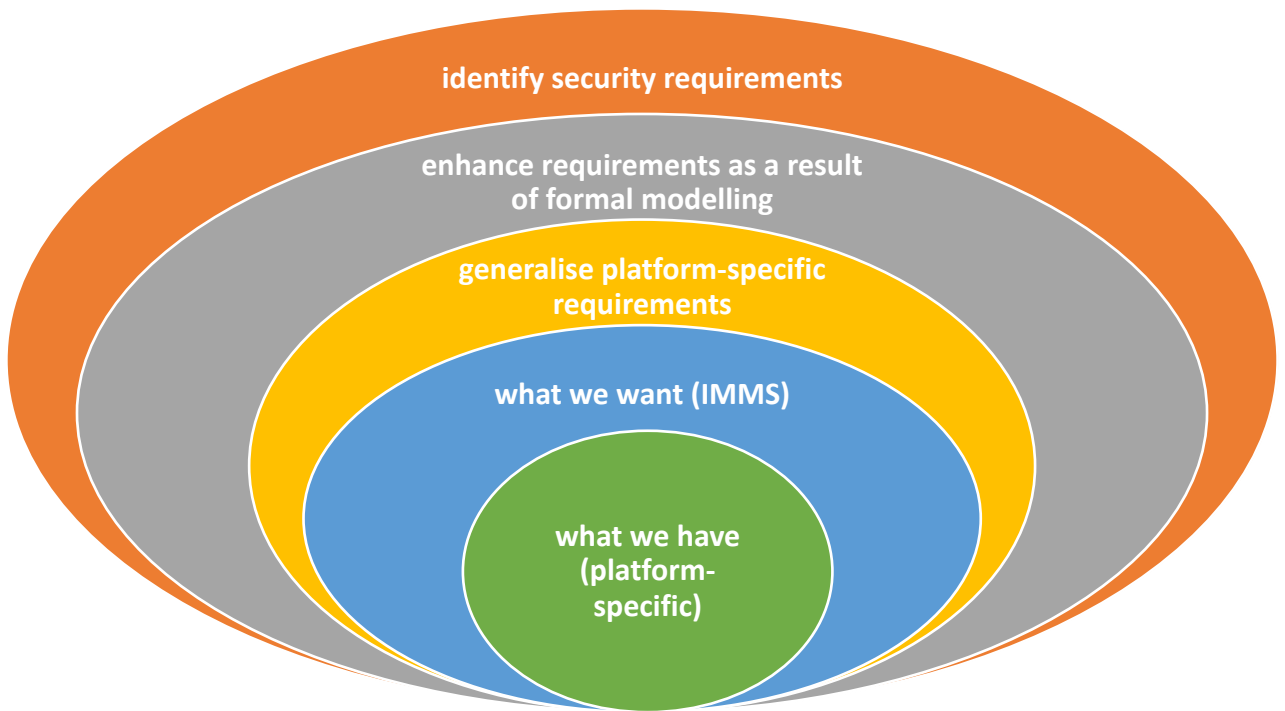 identify security requirements
enhance requirements as a result
of formal modelling
generalise platform-specific
requirements
what we want (IMMS)
what we have
(platform-
specific)